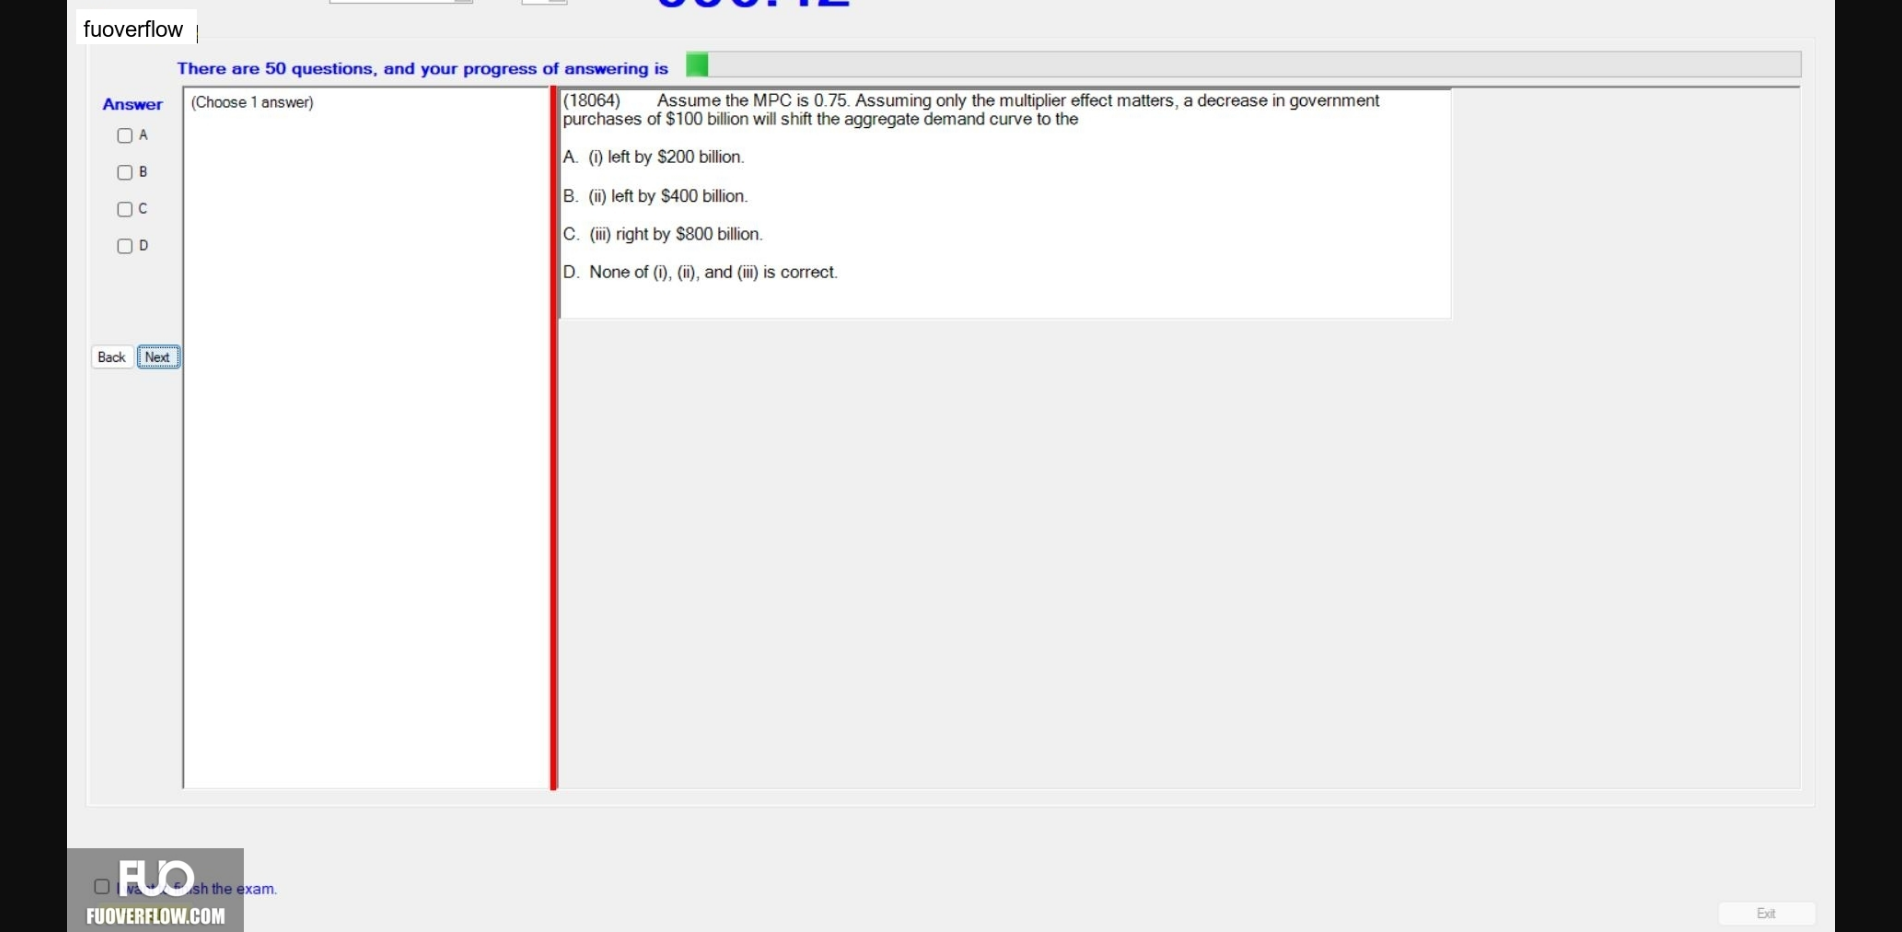 fuoverflow
There are 50 questions, and your progress of answering is
Answer
(Choose 1 answer)
A
B
C
D
Back
Next
(18064) Assume the MPC is 0.75. Assuming only the multiplier effect matters, a decrease in government
purchases of $100 billion will shift the aggregate demand curve to the
A. (i) left by $200 billion.
B. (ii) left by $400 billion.
C. (iii) right by $800 billion.
D. None of (i), (ii), and (iii) is correct.
I want finish the exam.
FUO
FUOVERFLOW.COM
Exit